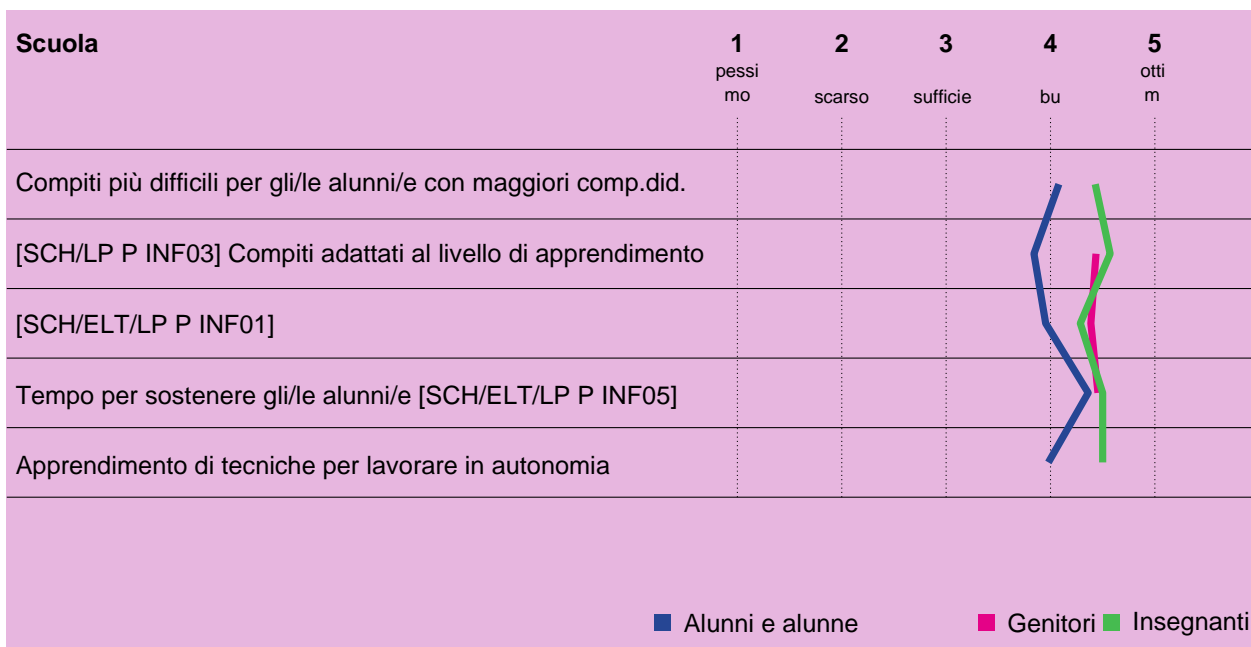 Scuola 1 2 3 4 5
pessi otti
mo scarso sufficie bu m
Compiti più difficili per gli/le alunni/e con maggiori comp.did.
[SCH/LP P INF03] Compiti adattati al livello di apprendimento
[SCH/ELT/LP P INF01]
Tempo per sostenere gli/le alunni/e [SCH/ELT/LP P INF05]
Apprendimento di tecniche per lavorare in autonomia
Alunni e alunne Genitori Insegnanti